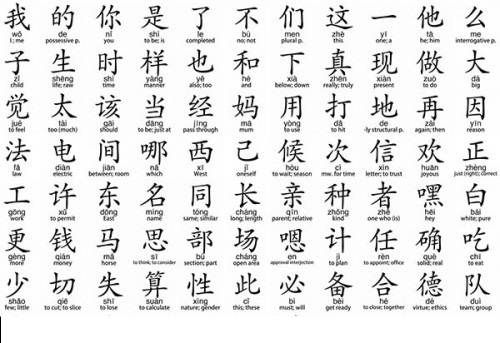 我 的 你 是 了 不 们 这 一 他 么
wǒ de nǐ shì le bù men zhè yī tā me
I; me possessive p. you to be; is completed no; not plural p. this one; a he; him interrogative p.
子 生 时 样 也 和 下 真 现 做 大
zǐ shēng shí yàng yě hé xià zhēn xiàn zuò dà
child life; raw time manner also; too and below; down really; truly present to do big
觉 太 该 当 经 妈 用 打 地 再 因
jué tài gāi dāng jīng mā yòng dǎ de zài yīn
to feel too (much) should to be; just at pass through mum to use to hit -ly structural p. again; then reason
法 电 间 哪 西 己 候 次 信 欢 正
fǎ diàn jiān nǎ xī jǐ hòu cì xìn huān zhèng
law electric between; room which West oneself to wait; season mw. for time letter; to trust joyous just (right); correct
工 许 东 名 同 长 亲 种 者 嘿 白
gōng xǔ dōng míng tóng cháng qīn zhǒng zhě hēi bái
work to permit East name same; similar long; length parent; relative kind one who (is) hey white; pure
更 钱 马 思 部 场 嗯 计 任 确 吃
gèng qián mǎ sī bù chǎng en jì rèn què chī
more money horse to think; to consider section; part open area approval interjection to plan to appoint; office solid; real to eat
少 切 失 算 性 此 必 备 合 德 队
shǎo qiē shī suàn xìng cǐ bì bèi hé dé duì
few; little to cut; to slice to lose to calculate nature; gender this; these must; will get ready to close; together virtue; ethics team; group